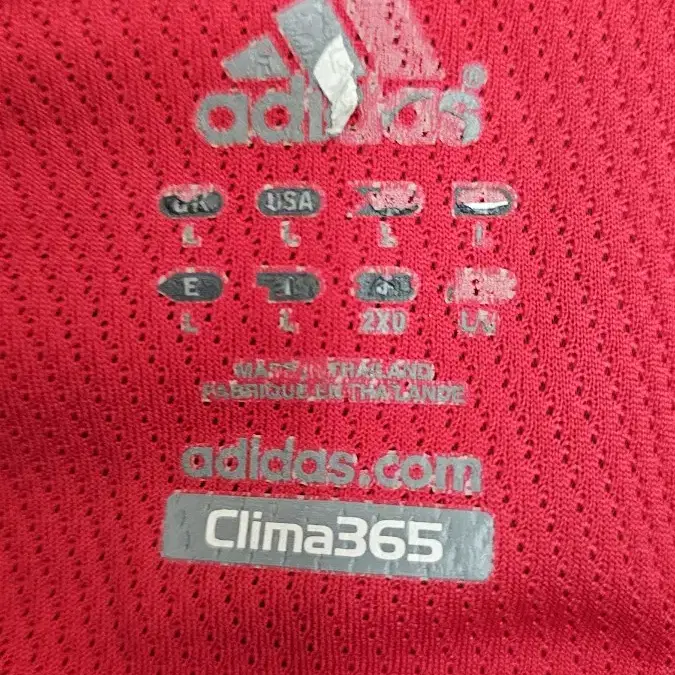 adidas®
UK USA
L L L L
E I J
L L 2XO
MADE IN THAILAND
FABRIQUE EN THAILANDE
adidas.com
Clima365